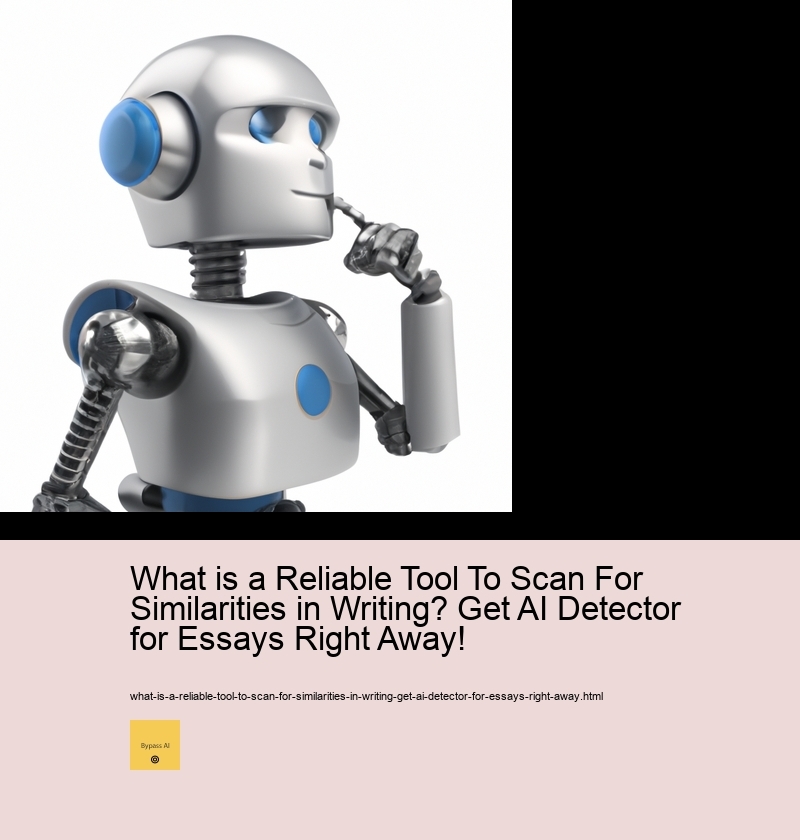 What is a Reliable Tool To Scan For
Similarities in Writing? Get AI Detector
for Essays Right Away!
what-is-a-reliable-tool-to-scan-for-similarities-in-writing-get-ai-detector-for-essays-right-away.html
Bypass AI